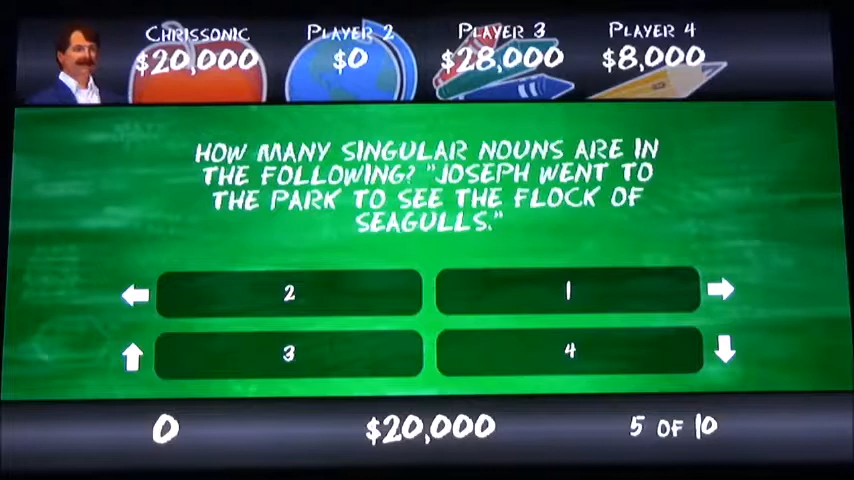 Chrissonic Player 2 Player 3 Player 4
$20,000 $0 $28,000 $8,000
How many singular nouns are in
the following? "Joseph went to
the park to see the flock of
seagulls."
2 1
3 4
0 $20,000 5 of 10